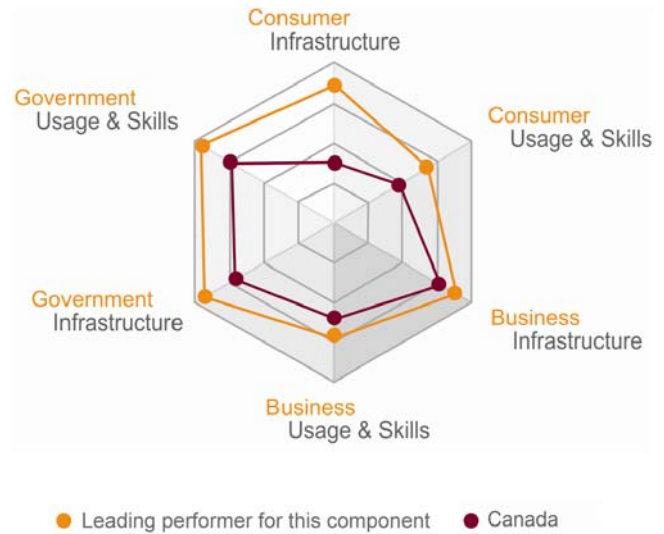 Consumer
Infrastructure
Government
Usage & Skills
Consumer
Usage & Skills
Government
Infrastructure
Business
Infrastructure
Business
Usage & Skills
Leading performer for this component
Canada